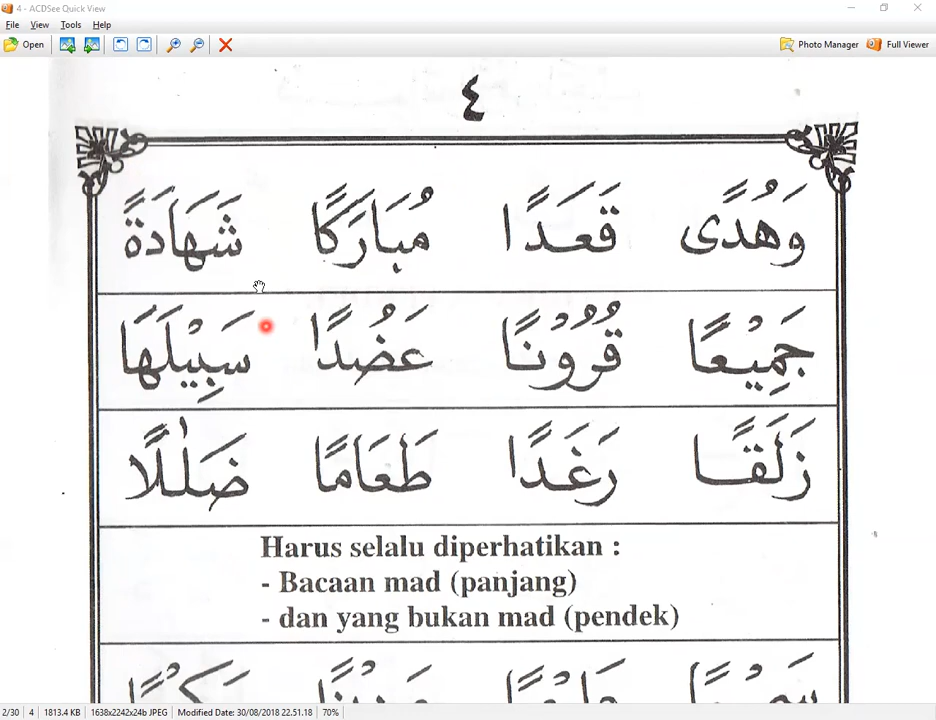 4 - ACDSee Quick View
File View Tools Help
Open Photo Manager Full Viewer
٤
وَهُدًى قَعَدًا مُبَارَكًا شَهَادَةً
جَمِيْعًا قُرُوْنًا عَضُدًا سَبِيْلَهَا
زَلَقًا رَغَدًا طَعَامًا ضَلٰلًا
Harus selalu diperhatikan :
- Bacaan mad (panjang)
- dan yang bukan mad (pendek)
2/30 4 1813.4 KB 1638x2242x24b JPEG Modified Date: 30/08/2018 22.51.18 70%